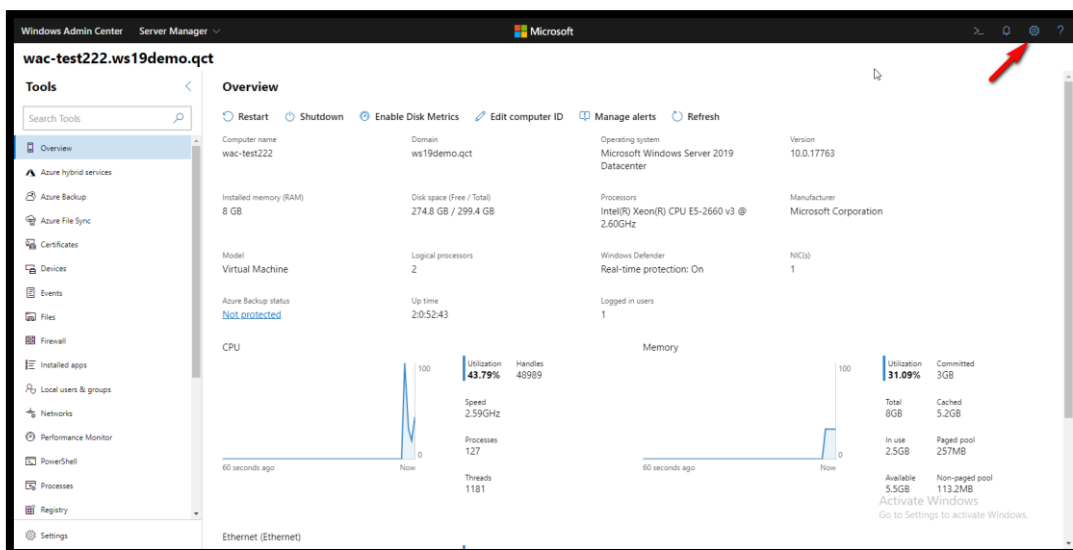 Windows Admin Center Server Manager Microsoft ?
wac-test222.ws19demo.qct
Tools
Search Tools
Overview
Azure hybrid services
Azure Backup
Azure File Sync
Certificates
Devices
Events
Files
Firewall
Installed apps
Local users & groups
Networks
Performance Monitor
PowerShell
Processes
Registry
Settings
Overview
Restart Shutdown Enable Disk Metrics Edit computer ID Manage alerts Refresh
Computer name Domain Operating system Version
wac-test222 ws19demo.qct Microsoft Windows Server 2019 10.0.17763
Datacenter
Installed memory (RAM) Disk space (Free / Total) Processors Manufacturer
8 GB 274.8 GB / 299.4 GB Intel(R) Xeon(R) CPU E5-2660 v3 @ Microsoft Corporation
2.60GHz
Model Logical processors Windows Defender NIC(s)
Virtual Machine 2 Real-time protection: On 1
Azure Backup status Up time Logged in users
Not protected 2:0:52:43 1
CPU
100
0
60 seconds ago Now
Utilization Handles
43.79% 48989
Speed
2.59GHz
Processes
127
Threads
1181
Memory
100
0
60 seconds ago Now
Utilization Committed
31.09% 3GB
Total Cached
8GB 5.2GB
In use Paged pool
2.5GB 257MB
Available Non-paged pool
5.5GB 113.2MB
Activate Windows
Go to Settings to activate Windows.
Ethernet (Ethernet)